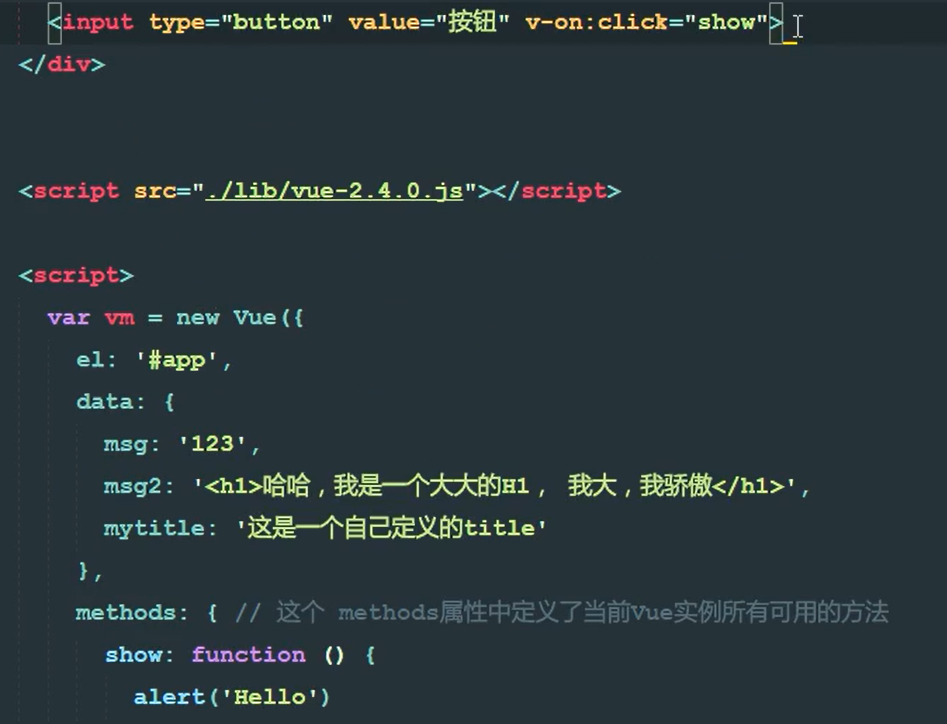 <input type="button" value="按钮" v-on:click="show">
</div>
<script src="./lib/vue-2.4.0.js"></script>
<script>
var vm = new Vue({
el: '#app',
data: {
msg: '123',
msg2: '<h1>哈哈，我是一个大大的H1， 我大，我骄傲</h1>',
mytitle: '这是一个自己定义的title'
},
methods: { // 这个 methods属性中定义了当前Vue实例所有可用的方法
show: function () {
alert('Hello')